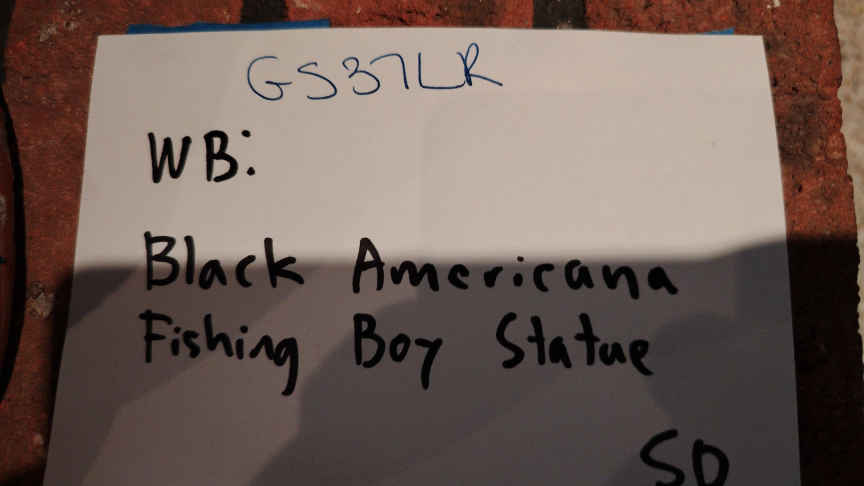 GS37LR
WB:
Black Americana
Fishing Boy Statue
SD